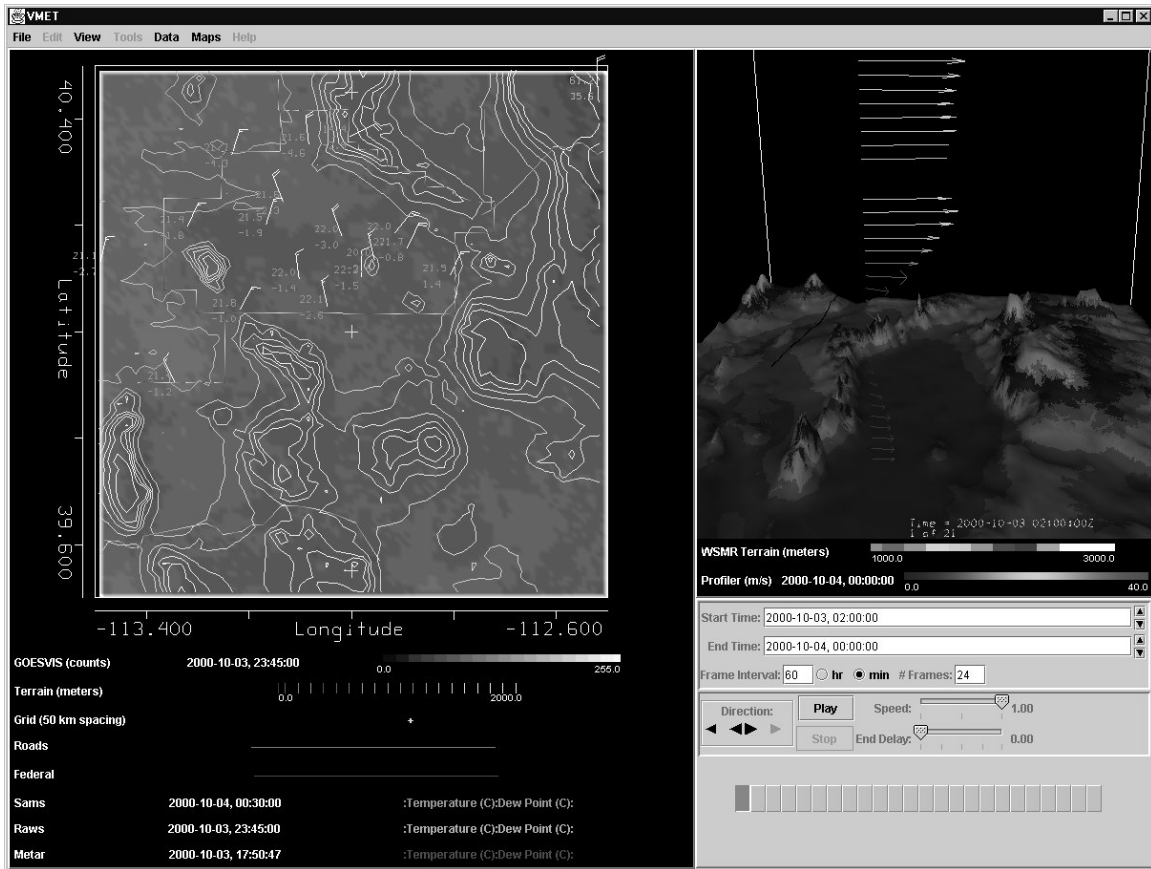 VMET
File Edit View Tools Data Maps Help
40.400
Latitude
39.600
-113.400 Longitude -112.600
35.6
21.6
-4.6
21.5
-1.9
21.4
-1.8
22.0
-3.0
22.0
-0.8
21.5
1.4
22.0
-1.4
22.2
-1.5
21.8
-1.0
22.1
-2.6
-1.2
GOESVIS (counts) 2000-10-03, 23:45:00 0.0 255.0
Terrain (meters) 0.0 2000.0
Grid (50 km spacing)
Roads
Federal
Sams 2000-10-04, 00:30:00 :Temperature (C):Dew Point (C):
Raws 2000-10-03, 23:45:00 :Temperature (C):Dew Point (C):
Metar 2000-10-03, 17:50:47 :Temperature (C):Dew Point (C):
Time = 2000-10-03 02:00:00Z
1 of 21
WSMR Terrain (meters) 1000.0 3000.0
Profiler (m/s) 2000-10-04, 00:00:00 0.0 40.0
Start Time: 2000-10-03, 02:00:00
End Time: 2000-10-04, 00:00:00
Frame Interval: 60 hr min # Frames: 24
Direction: Play Speed: 1.00
Stop End Delay: 0.00